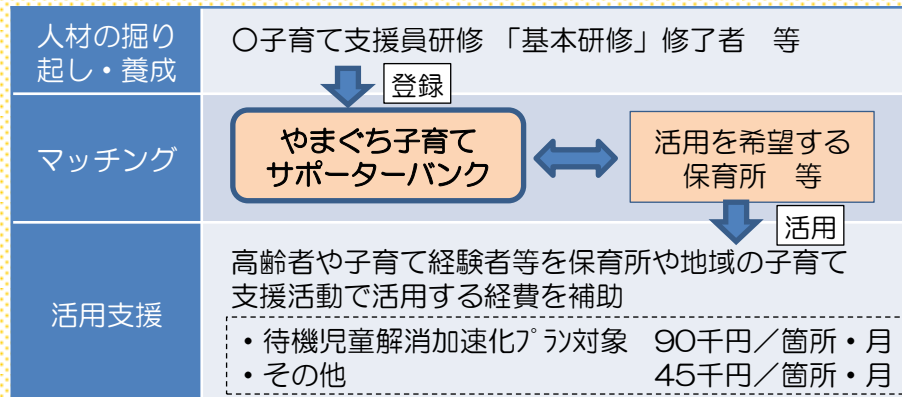 人材の掘り
起し・養成
〇子育て支援員研修 「基本研修」修了者　等
登録
マッチング
やまぐち子育て
サポーターバンク
活用を希望する
保育所　等
活用
活用支援
高齢者や子育て経験者等を保育所や地域の子育て
支援活動で活用する経費を補助
・待機児童解消加速化ﾌﾟﾗﾝ対象　90千円／箇所・月
・その他　45千円／箇所・月